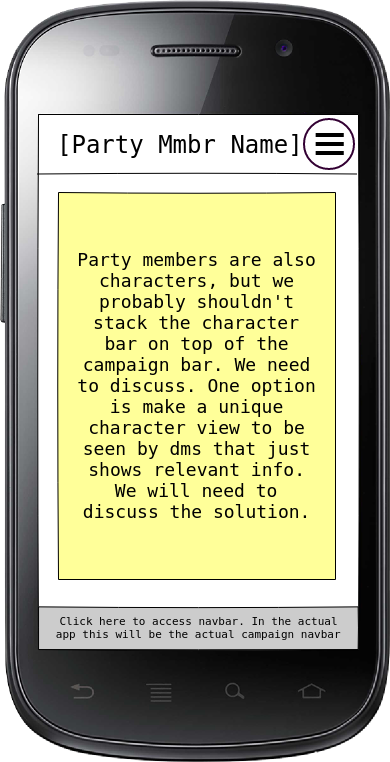 [Party Mmbr Name]
Party members are also
characters, but we
probably shouldn't
stack the character
bar on top of the
campaign bar. We need
to discuss. One option
is make a unique
character view to be
seen by dms that just
shows relevant info.
We will need to
discuss the solution.
Click here to access navbar. In the actual
app this will be the actual campaign navbar